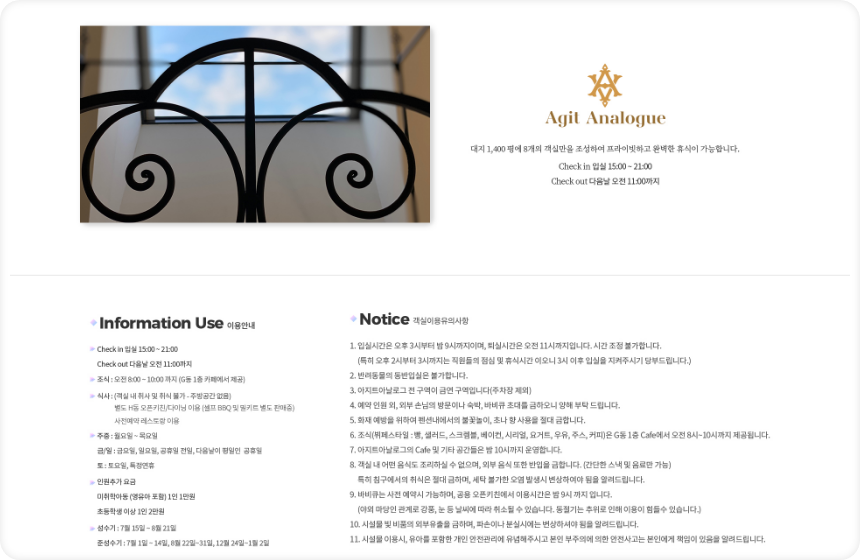 Agit Analogue
대지 1,400 평에 8개의 객실만을 조성하여 프라이빗하고 완벽한 휴식이 가능합니다.
Check in 입실 15:00 ~ 21:00
Check out 다음날 오전 11:00까지
Information Use 이용안내
Check in 입실 15:00 ~ 21:00
Check out 다음날 오전 11:00까지
조식 : 오전 8:00 ~ 10:00 까지 (G동 1층 카페에서 제공)
식사 : (객실 내 취사 및 취식 불가 - 주방공간 없음)
별도 H동 오픈키친/다이닝 이용 (셀프 BBQ 및 밀키트 별도 판매중)
사전예약 레스토랑 이용
주중 : 월요일 ~ 목요일
금/일 : 금요일, 일요일, 공휴일 전일, 다음날이 평일인 공휴일
토 : 토요일, 특정연휴
인원추가 요금
미취학아동 (영유아 포함) 1인 1만원
초등학생 이상 1인 2만원
성수기 : 7월 15일 ~ 8월 21일
준성수기 : 7월 1일 ~ 14일, 8월 22일~31일, 12월 24일~1월 2일
Notice 객실이용유의사항
1. 입실시간은 오후 3시부터 밤 9시까지이며, 퇴실시간은 오전 11시까지입니다. 시간 조정 불가합니다.
(특히 오후 2시부터 3시까지는 직원들의 점심 및 휴식시간 이오니 3시 이후 입실을 지켜주시기 당부드립니다.)
2. 반려동물의 동반입실은 불가합니다.
3. 아지트아날로그 전 구역이 금연 구역입니다(주차장 제외)
4. 예약 인원 외, 외부 손님의 방문이나 숙박, 바비큐 초대를 금하오니 양해 부탁 드립니다.
5. 화재 예방을 위하여 펜션내에서의 불꽃놀이, 초나 향 사용을 절대 금합니다.
6. 조식(뷔페스타일 : 빵, 샐러드, 스크램블, 베이컨, 시리얼, 요거트, 우유, 주스, 커피)은 G동 1층 Cafe에서 오전 8시~10시까지 제공됩니다.
7. 아지트아날로그의 Cafe 및 기타 공간들은 밤 10시까지 운영합니다.
8. 객실 내 어떤 음식도 조리하실 수 없으며, 외부 음식 또한 반입을 금합니다. (간단한 스낵 및 음료만 가능)
특히 침구에서의 취식은 절대 금하며, 세탁 불가한 오염 발생시 변상하여야 됨을 알려드립니다.
9. 바비큐는 사전 예약시 가능하며, 공용 오픈키친에서 이용시간은 밤 9시 까지 입니다.
(야외 마당인 관계로 강풍, 눈 등 날씨에 따라 취소될 수 있습니다. 동절기는 추위로 인해 이용이 힘들수 있습니다.)
10. 시설물 및 비품의 외부유출을 금하며, 파손이나 분실시에는 변상하셔야 됨을 알려드립니다.
11. 시설물 이용시, 유아를 포함한 개인 안전관리에 유념해주시고 본인 부주의에 의한 안전사고는 본인에게 책임이 있음을 알려드립니다.